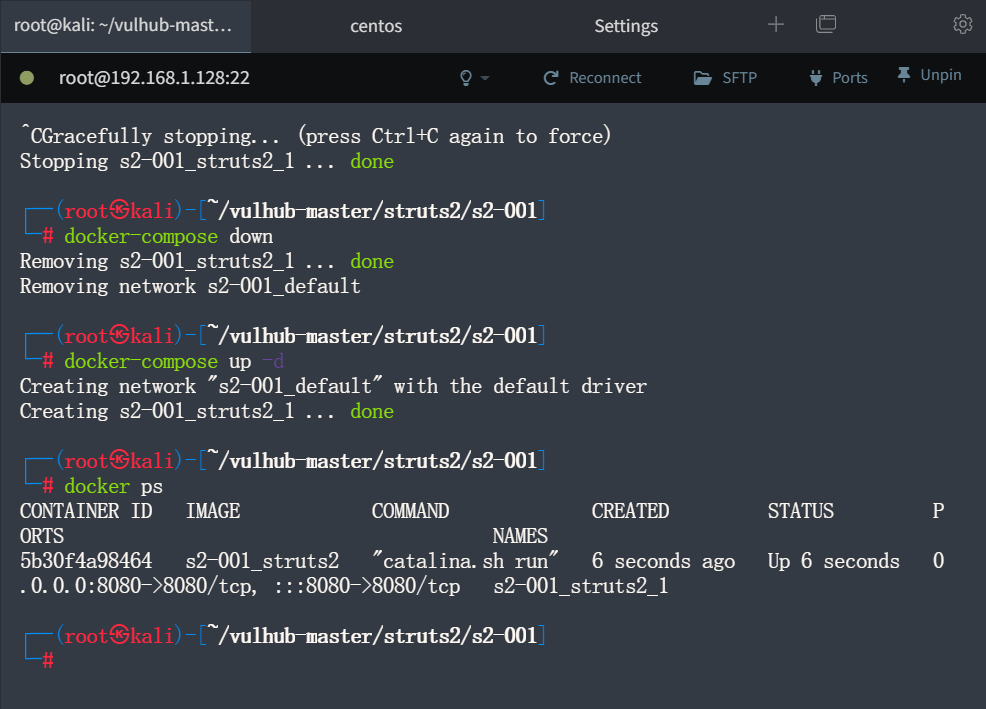 root@kali: ~/vulhub-mast...
centos
Settings
root@192.168.1.128:22
Reconnect
SFTP
Ports
Unpin
^CGracefully stopping... (press Ctrl+C again to force)
Stopping s2-001_struts2_1 ... done
┌──(root㉿kali)-[~/vulhub-master/struts2/s2-001]
└─# docker-compose down
Removing s2-001_struts2_1 ... done
Removing network s2-001_default
┌──(root㉿kali)-[~/vulhub-master/struts2/s2-001]
└─# docker-compose up -d
Creating network "s2-001_default" with the default driver
Creating s2-001_struts2_1 ... done
┌──(root㉿kali)-[~/vulhub-master/struts2/s2-001]
└─# docker ps
CONTAINER ID   IMAGE            COMMAND             CREATED         STATUS         P
ORTS                                       NAMES
5b30f4a98464   s2-001_struts2   "catalina.sh run"   6 seconds ago   Up 6 seconds   0
.0.0.0:8080->8080/tcp, :::8080->8080/tcp   s2-001_struts2_1
┌──(root㉿kali)-[~/vulhub-master/struts2/s2-001]
└─#